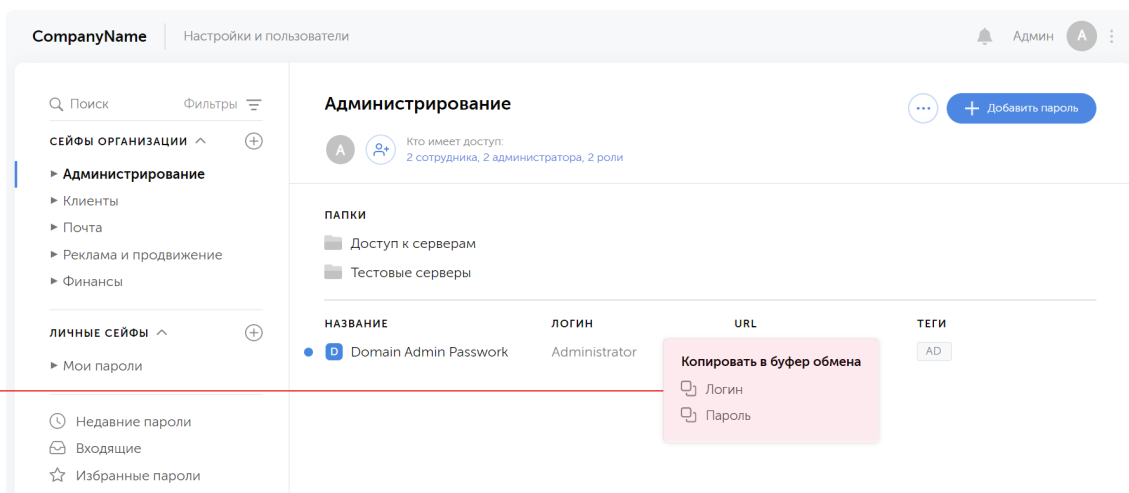 CompanyName
Настройки и пользователи
Админ
A
Поиск
Фильтры
СЕЙФЫ ОРГАНИЗАЦИИ
Администрирование
Клиенты
Почта
Реклама и продвижение
Финансы
ЛИЧНЫЕ СЕЙФЫ
Мои пароли
Недавние пароли
Входящие
Избранные пароли
Администрирование
Добавить пароль
A
Кто имеет доступ:
2 сотрудника, 2 администратора, 2 роли
ПАПКИ
Доступ к серверам
Тестовые серверы
НАЗВАНИЕ ЛОГИН URL ТЕГИ
D Domain Admin Passwork Administrator AD
Копировать в буфер обмена
Логин
Пароль